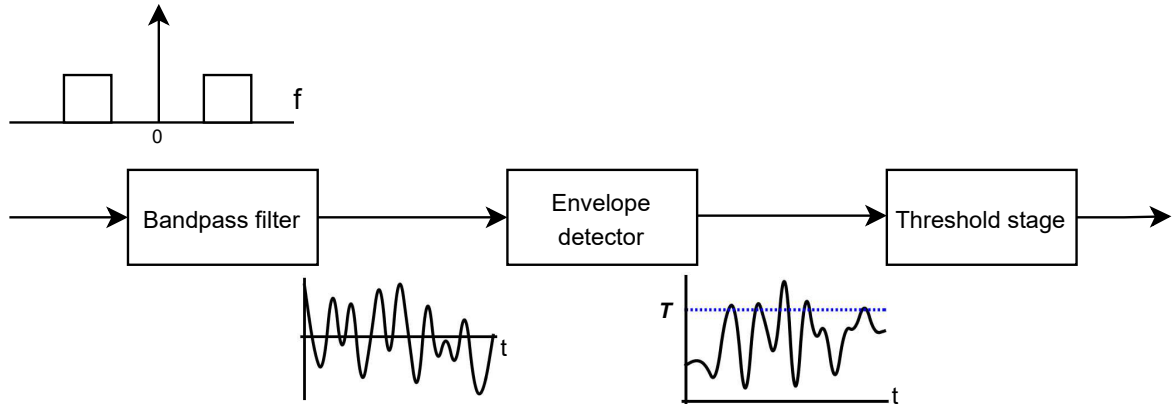 f
0
Bandpass filter
Envelope
detector
Threshold stage
t
T
t